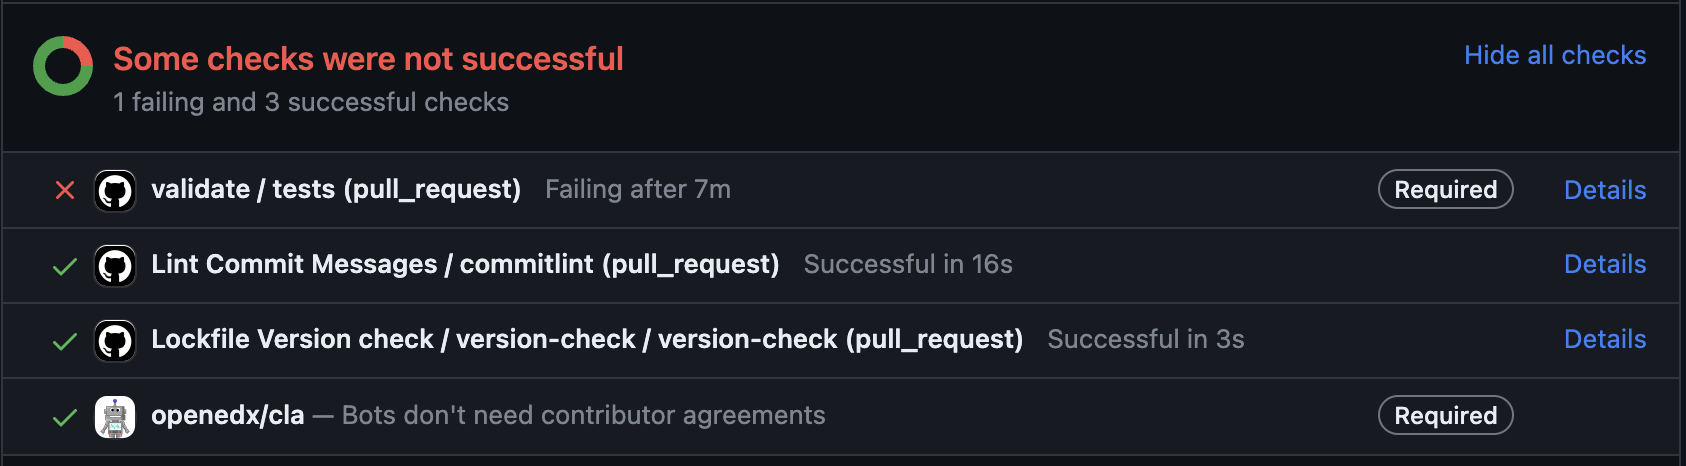 Some checks were not successful
Hide all checks
1 failing and 3 successful checks
validate / tests (pull_request) Failing after 7m Required Details
Lint Commit Messages / commitlint (pull_request) Successful in 16s Details
Lockfile Version check / version-check / version-check (pull_request) Successful in 3s Details
openedx/cla — Bots don't need contributor agreements Required